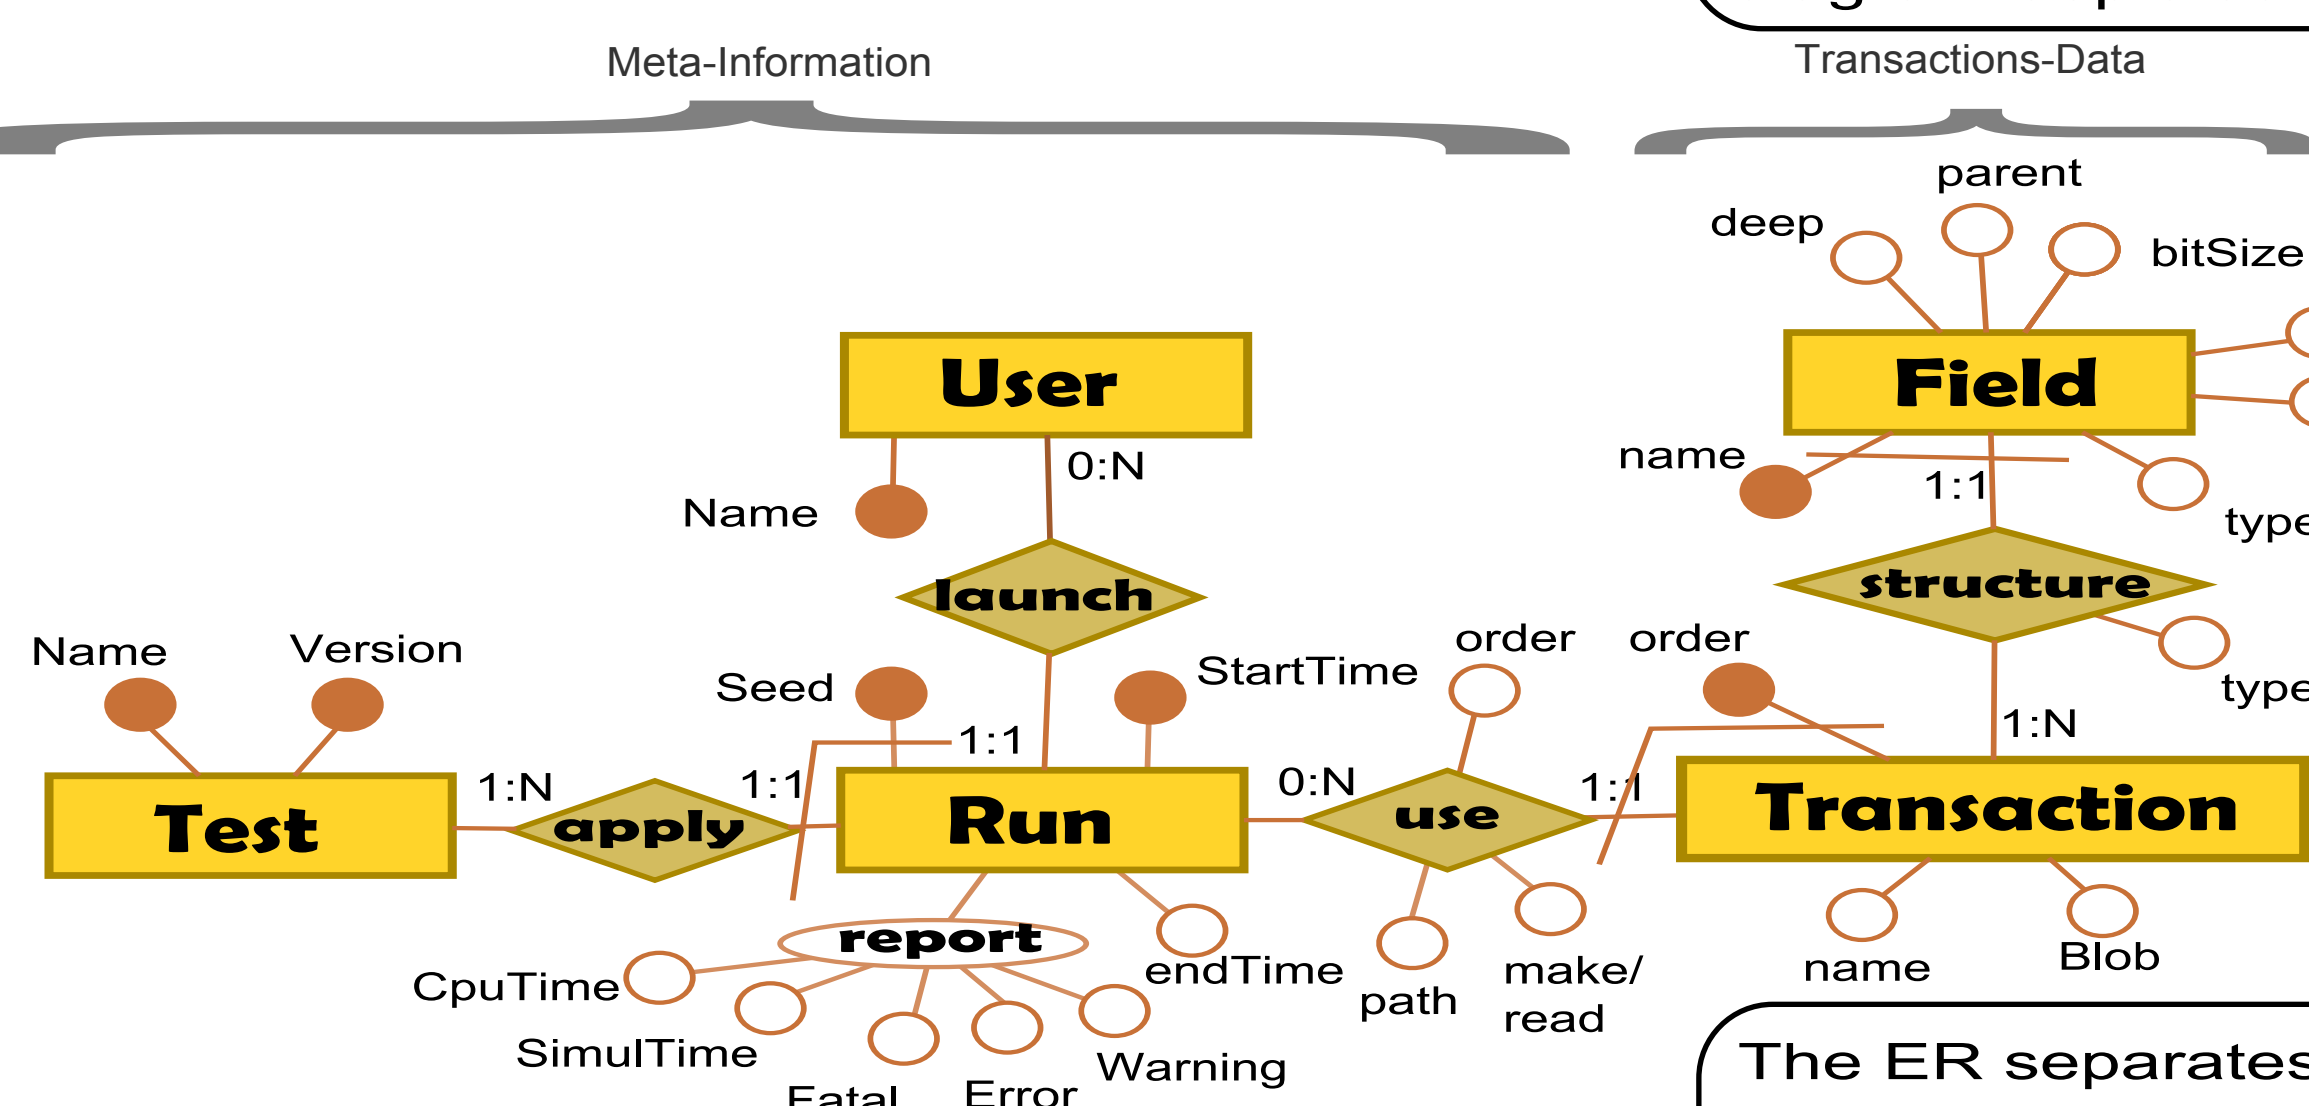 Meta-Information
Transactions-Data
parent
deep
bitSize
User
Field
0:N
name
1:1
Name
type
launch
structure
Name
Version
order
order
Seed
StartTime
type
1:1
1:N
1:N
1:1
0:N
1:1
Test
apply
Run
use
Transaction
report
CpuTime
endTime
path
make/
read
name
Blob
SimulTime
Warning
Fatal
Error
The ER separates